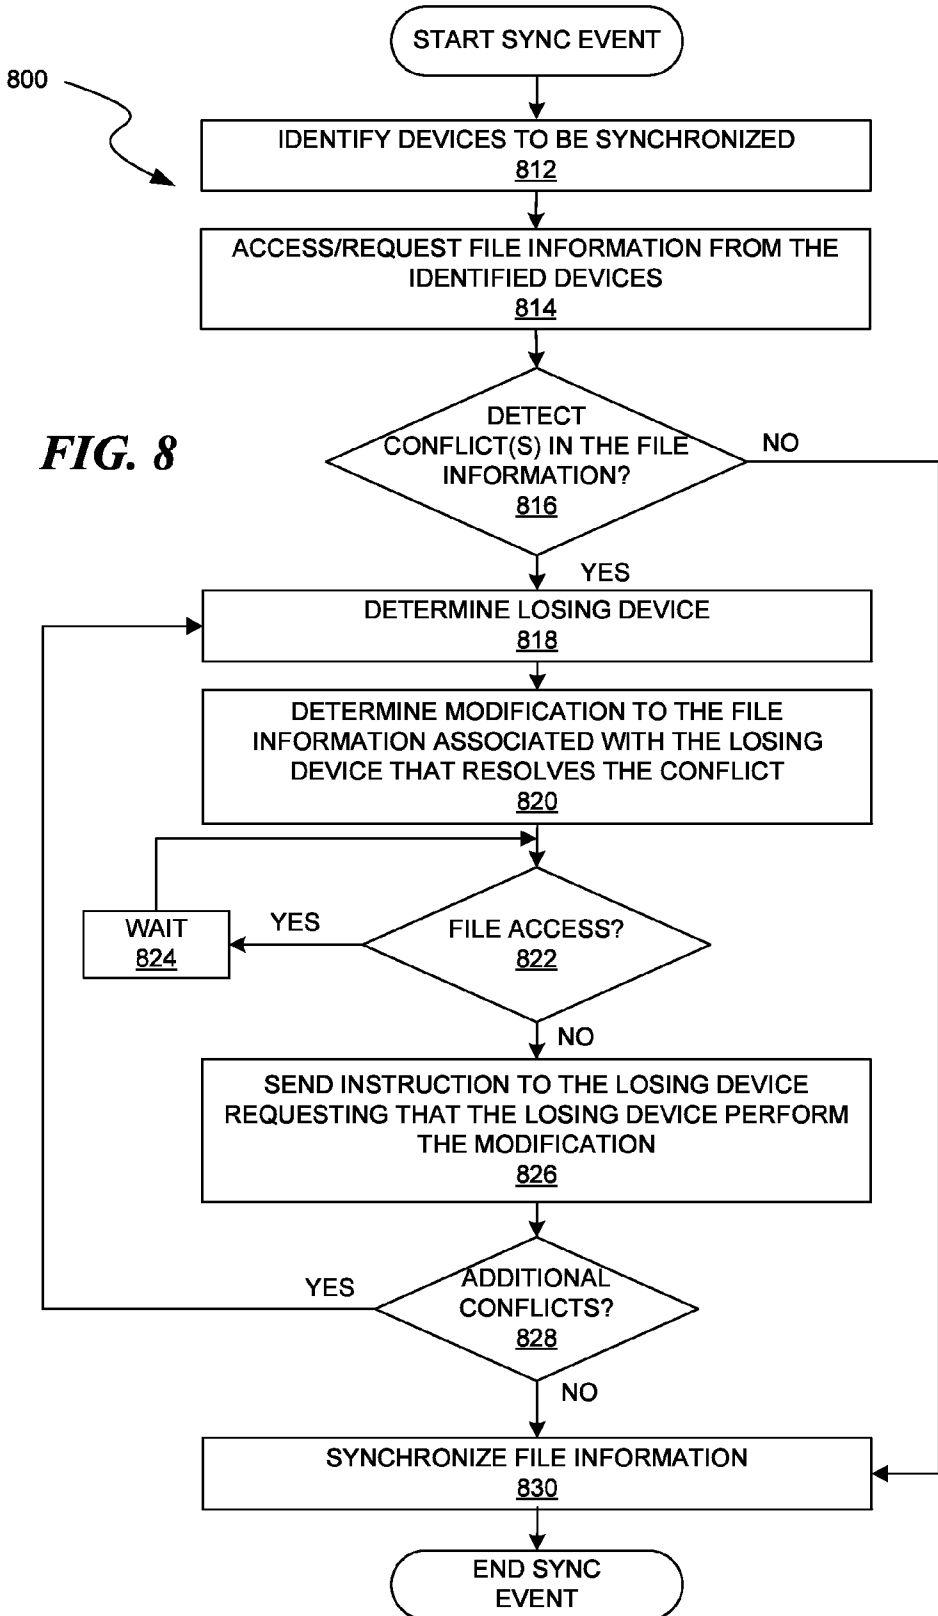 START SYNC EVENT
800
IDENTIFY DEVICES TO BE SYNCHRONIZED
812
ACCESS/REQUEST FILE INFORMATION FROM THE
IDENTIFIED DEVICES
814
FIG. 8
DETECT
CONFLICT(S) IN THE FILE
INFORMATION?
816
NO
YES
DETERMINE LOSING DEVICE
818
DETERMINE MODIFICATION TO THE FILE
INFORMATION ASSOCIATED WITH THE LOSING
DEVICE THAT RESOLVES THE CONFLICT
820
WAIT
824
YES
FILE ACCESS?
822
NO
SEND INSTRUCTION TO THE LOSING DEVICE
REQUESTING THAT THE LOSING DEVICE PERFORM
THE MODIFICATION
826
YES
ADDITIONAL
CONFLICTS?
828
NO
SYNCHRONIZE FILE INFORMATION
830
END SYNC
EVENT